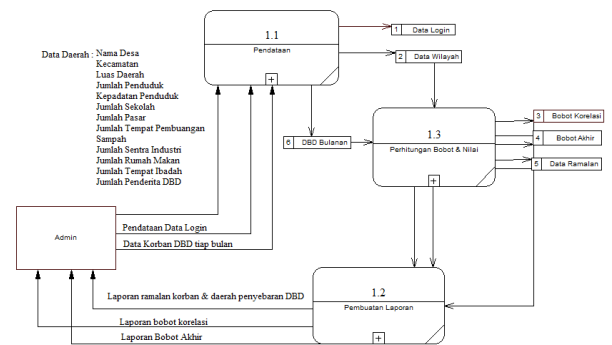 1.1
Pendataan
1 Data Login
2 Data Wilayah
Data Daerah : Nama Desa
Kecamatan
Luas Daerah
Jumlah Penduduk
Kepadatan Penduduk
Jumlah Sekolah
Jumlah Pasar
Jumlah Tempat Pembuangan
Sampah
Jumlah Sentra Industri
Jumlah Rumah Makan
Jumlah Tempat Ibadah
Jumlah Penderita DBD
6 DBD Bulanan
1.3
Perhitungan Bobot & Nilai
3 Bobot Korelasi
4 Bobot Akhir
5 Data Ramalan
Admin
Pendataan Data Login
Data Korban DBD tiap bulan
1.2
Pembuatan Laporan
Laporan ramalan korban & daerah penyebaran DBD
Laporan bobot korelasi
Laporan Bobot Akhir